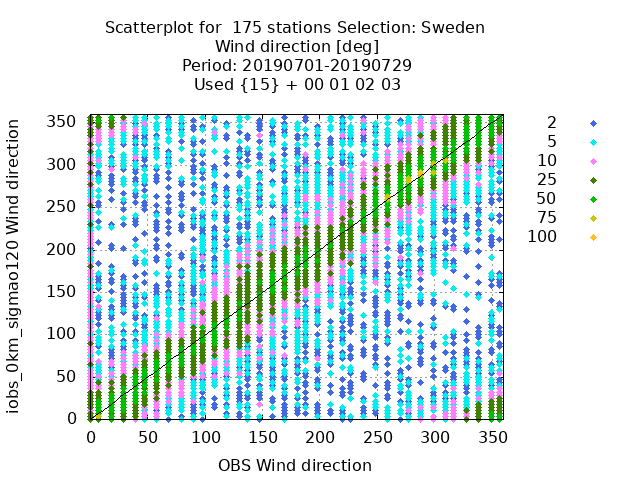 Scatterplot for  175 stations Selection: Sweden
Wind direction [deg]
Period: 20190701-20190729
Used {15} + 00 01 02 03
iobs_0km_sigmao120 Wind direction
350
300
250
200
150
100
50
0
0 50 100 150 200 250 300 350
OBS Wind direction
2
5
10
25
50
75
100